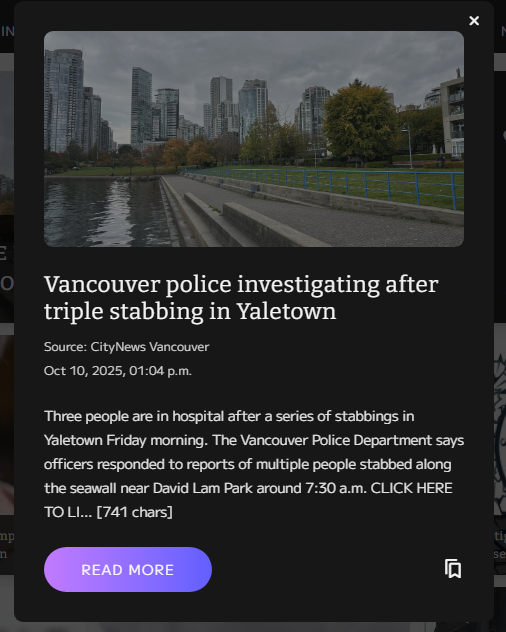 IN
Vancouver police investigating after
triple stabbing in Yaletown
Source: CityNews Vancouver
Oct 10, 2025, 01:04 p.m.
Three people are in hospital after a series of stabbings in
Yaletown Friday morning. The Vancouver Police Department says
officers responded to reports of multiple people stabbed along
the seawall near David Lam Park around 7:30 a.m. CLICK HERE
TO LI... [741 chars]
READ MORE